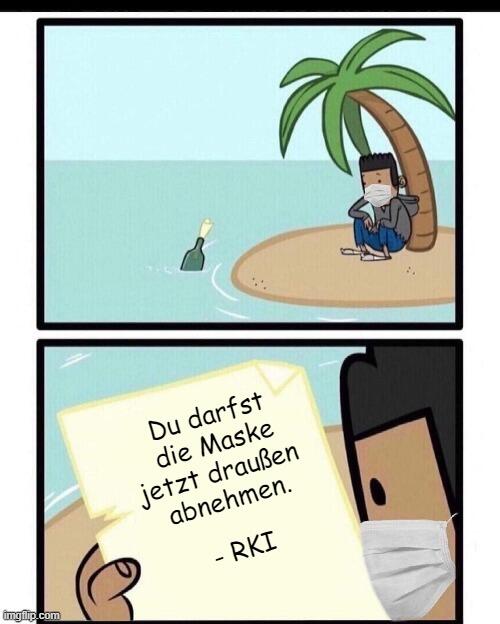 Du darfst
die Maske
jetzt draußen
abnehmen.
- RKI
imgflip.com